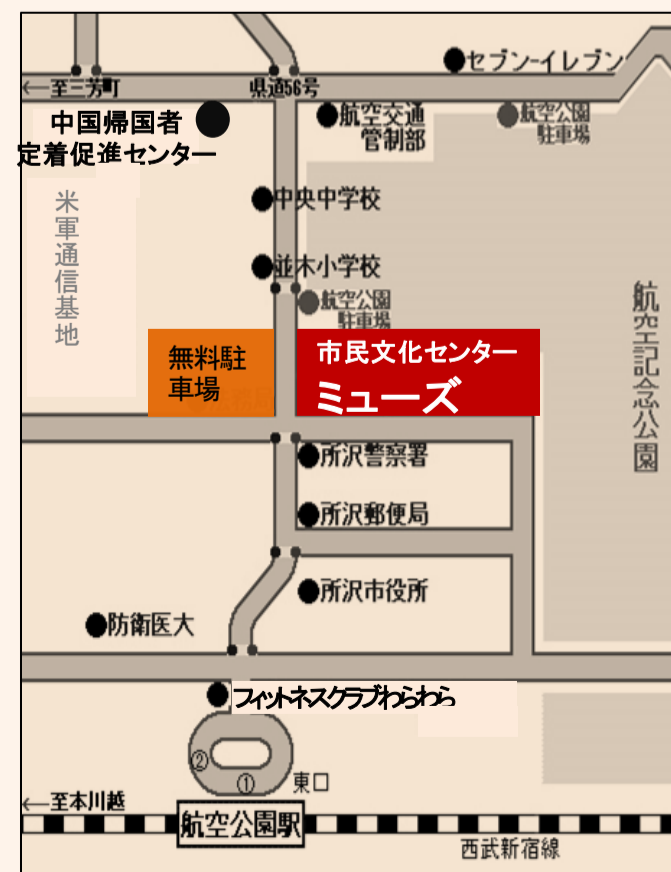 セブン-イレブン
←至三芳町
県道56号
中国帰国者
定着促進センター
航空交通
管制部
航空公園
駐車場
中央中学校
米軍通信基地
並木小学校
航空公園
駐車場
航空記念公園
無料駐
車場
市民文化センター
ミューズ
所沢警察署
所沢郵便局
所沢市役所
防衛医大
フィットネスクラブわらわら
②
①
東口
←至本川越
航空公園駅
西武新宿線